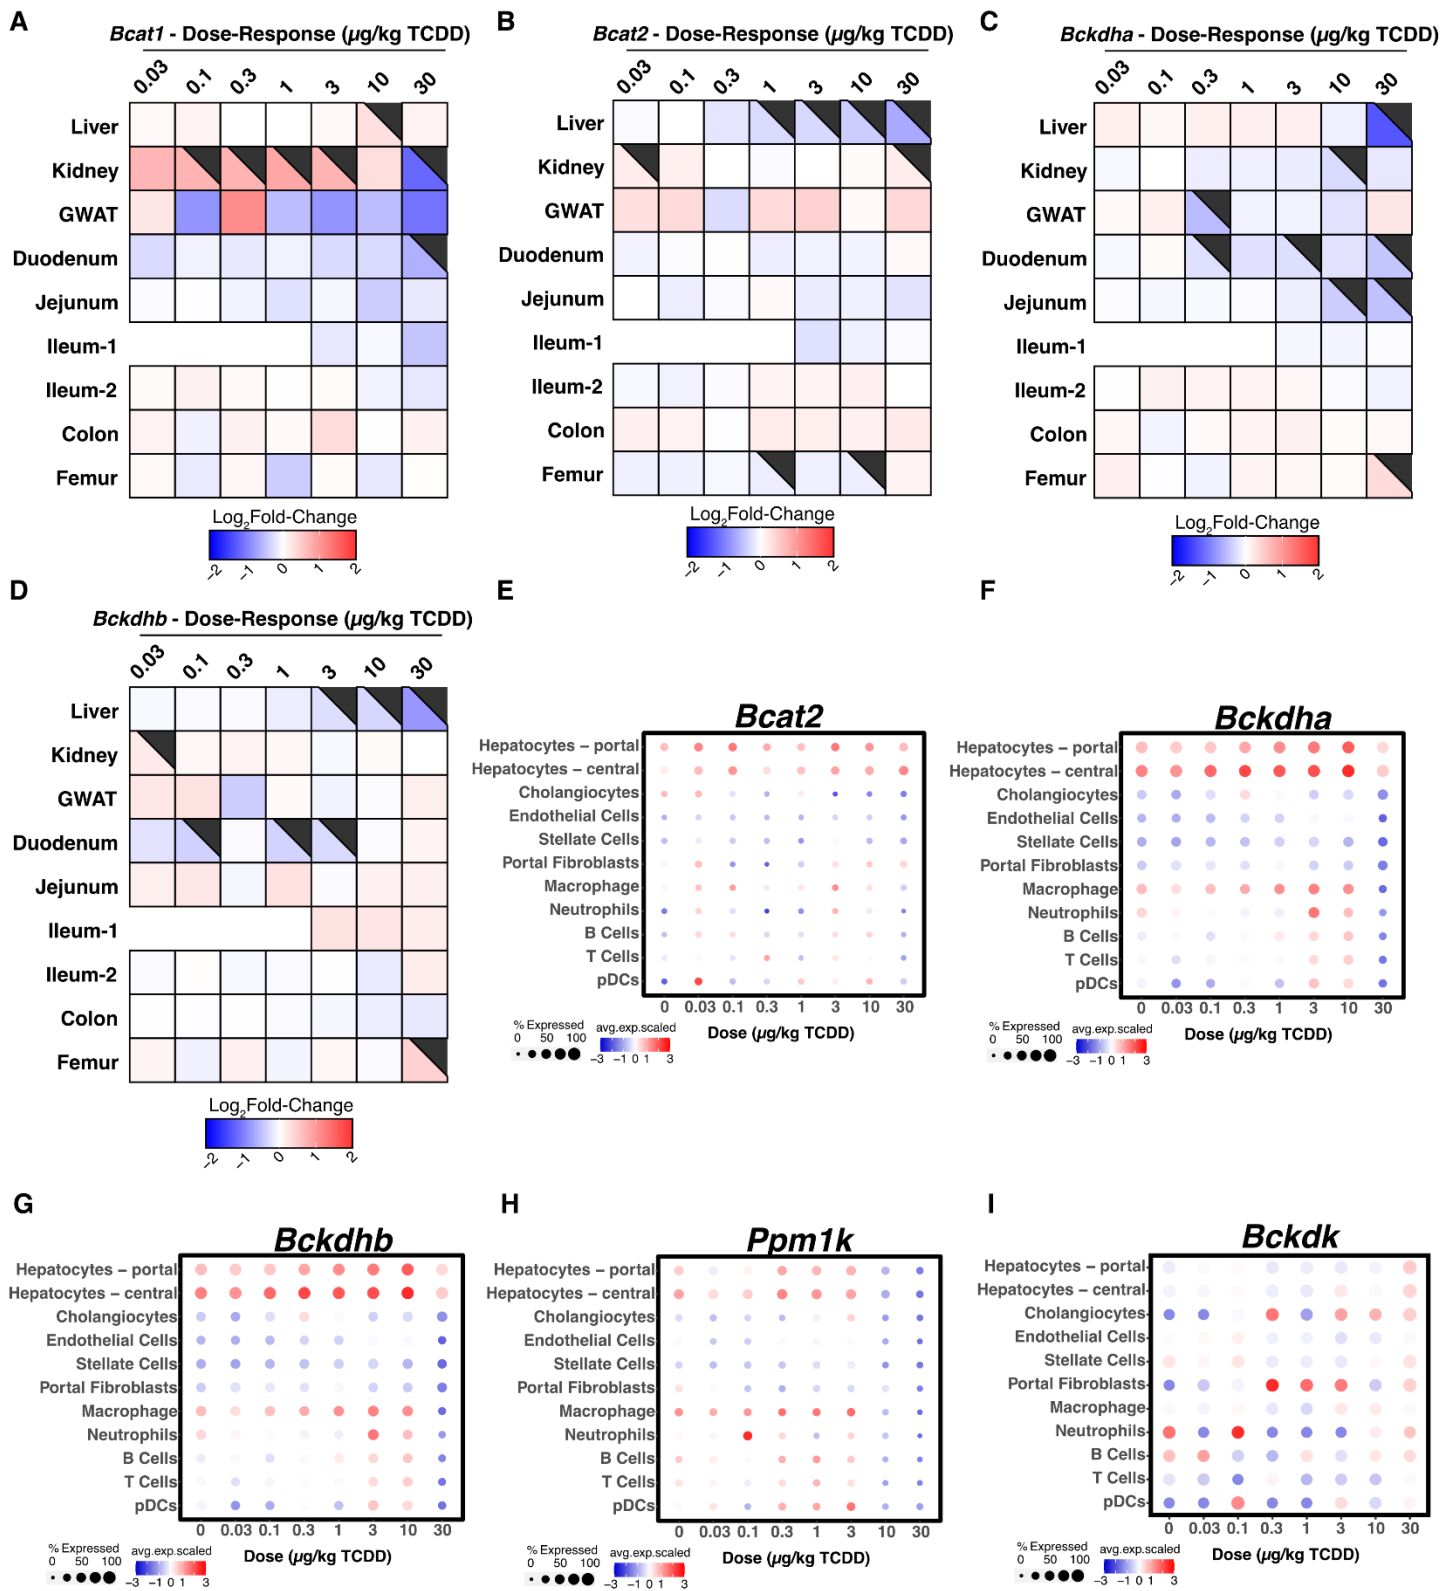 A
Bcat1 - Dose-Response (µg/kg TCDD)
0.03 0.1 0.3 1 3 10 30
Liver
Kidney
GWAT
Duodenum
Jejunum
Ileum-1
Ileum-2
Colon
Femur
Log2Fold-Change
-2 -1 0 1 2
B
Bcat2 - Dose-Response (µg/kg TCDD)
0.03 0.1 0.3 1 3 10 30
Liver
Kidney
GWAT
Duodenum
Jejunum
Ileum-1
Ileum-2
Colon
Femur
Log2Fold-Change
-2 -1 0 1 2
C
Bckdha - Dose-Response (µg/kg TCDD)
0.03 0.1 0.3 1 3 10 30
Liver
Kidney
GWAT
Duodenum
Jejunum
Ileum-1
Ileum-2
Colon
Femur
Log2Fold-Change
-2 -1 0 1 2
D
Bckdhb - Dose-Response (µg/kg TCDD)
0.03 0.1 0.3 1 3 10 30
Liver
Kidney
GWAT
Duodenum
Jejunum
Ileum-1
Ileum-2
Colon
Femur
Log2Fold-Change
-2 -1 0 1 2
E
Bcat2
Hepatocytes – portal
Hepatocytes – central
Cholangiocytes
Endothelial Cells
Stellate Cells
Portal Fibroblasts
Macrophage
Neutrophils
B Cells
T Cells
pDCs
0 0.03 0.1 0.3 1 3 10 30
Dose (µg/kg TCDD)
% Expressed
0 50 100
avg.exp.scaled
-3 -1 0 1 3
F
Bckdha
Hepatocytes – portal
Hepatocytes – central
Cholangiocytes
Endothelial Cells
Stellate Cells
Portal Fibroblasts
Macrophage
Neutrophils
B Cells
T Cells
pDCs
0 0.03 0.1 0.3 1 3 10 30
Dose (µg/kg TCDD)
% Expressed
0 50 100
avg.exp.scaled
-3 -1 0 1 3
G
Bckdhb
Hepatocytes – portal
Hepatocytes – central
Cholangiocytes
Endothelial Cells
Stellate Cells
Portal Fibroblasts
Macrophage
Neutrophils
B Cells
T Cells
pDCs
0 0.03 0.1 0.3 1 3 10 30
Dose (µg/kg TCDD)
% Expressed
0 50 100
avg.exp.scaled
-3 -1 0 1 3
H
Ppm1k
Hepatocytes – portal
Hepatocytes – central
Cholangiocytes
Endothelial Cells
Stellate Cells
Portal Fibroblasts
Macrophage
Neutrophils
B Cells
T Cells
pDCs
0 0.03 0.1 0.3 1 3 10 30
Dose (µg/kg TCDD)
% Expressed
0 50 100
avg.exp.scaled
-3 -1 0 1 3
I
Bckdk
Hepatocytes – portal
Hepatocytes – central
Cholangiocytes
Endothelial Cells
Stellate Cells
Portal Fibroblasts
Macrophage
Neutrophils
B Cells
T Cells
pDCs
0 0.03 0.1 0.3 1 3 10 30
Dose (µg/kg TCDD)
% Expressed
0 50 100
avg.exp.scaled
-3 -1 0 1 3